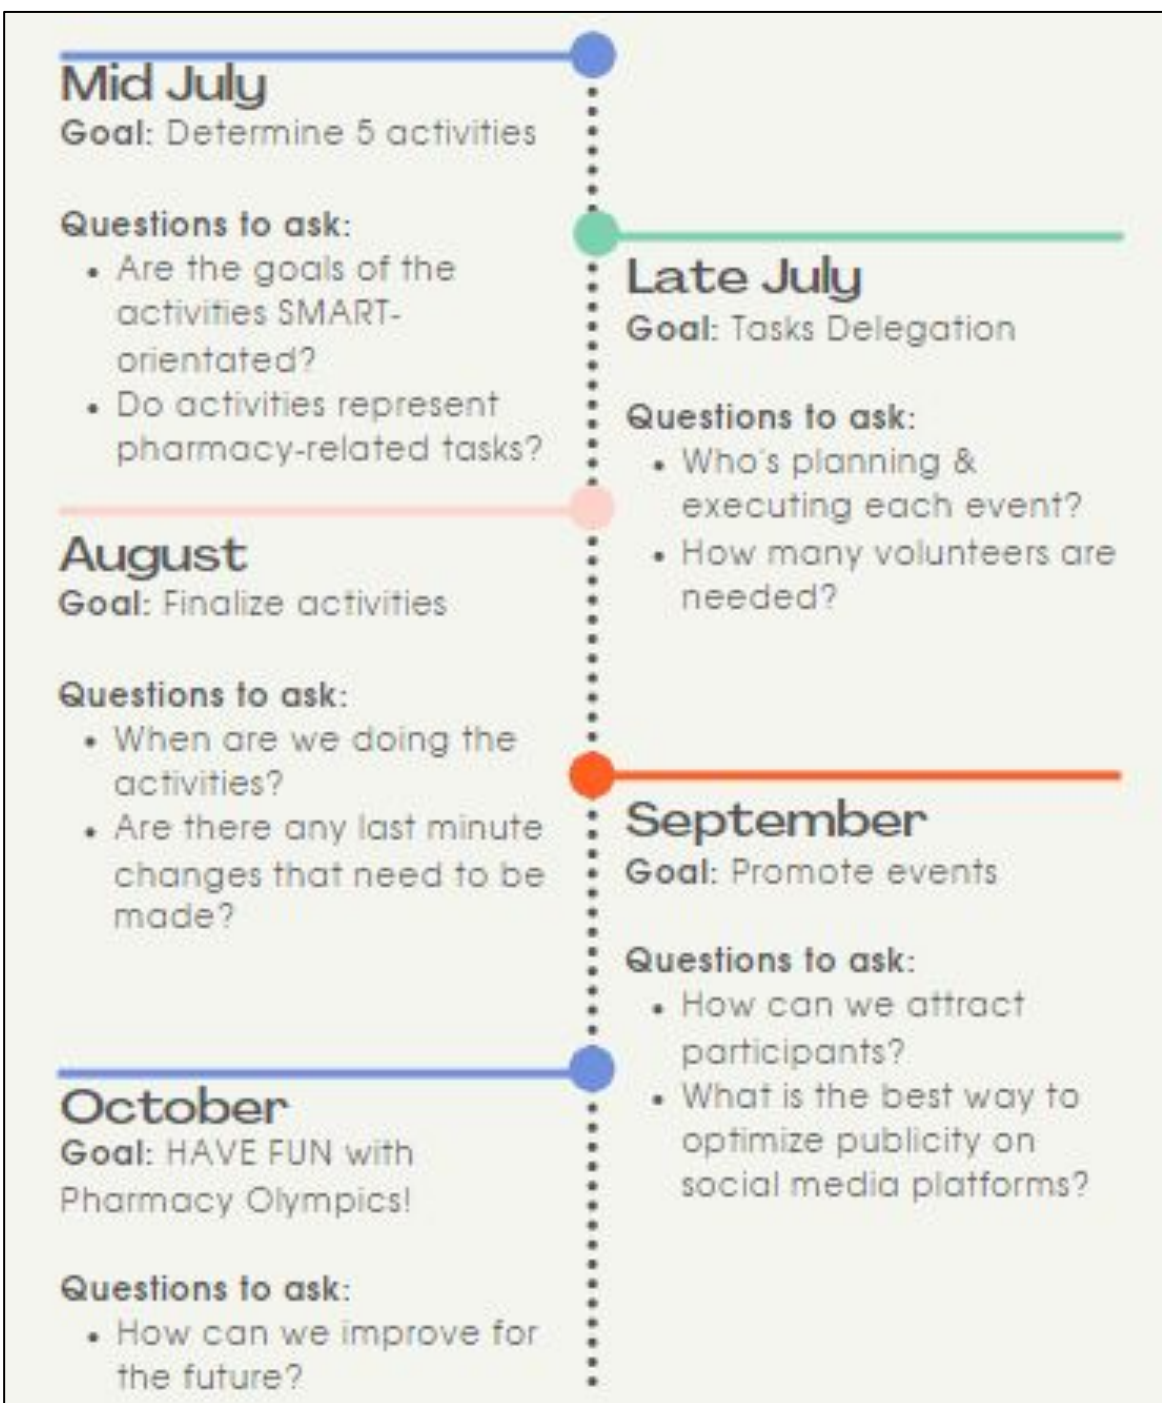 Mid July
Goal: Determine 5 activities
Questions to ask:
• Are the goals of the
activities SMART-
orientated?
• Do activities represent
pharmacy-related tasks?
Late July
Goal: Tasks Delegation
Questions to ask:
• Who's planning &
executing each event?
• How many volunteers are
needed?
August
Goal: Finalize activities
Questions to ask:
• When are we doing the
activities?
• Are there any last minute
changes that need to be
made?
September
Goal: Promote events
Questions to ask:
• How can we attract
participants?
• What is the best way to
optimize publicity on
social media platforms?
October
Goal: HAVE FUN with
Pharmacy Olympics!
Questions to ask:
• How can we improve for
the future?